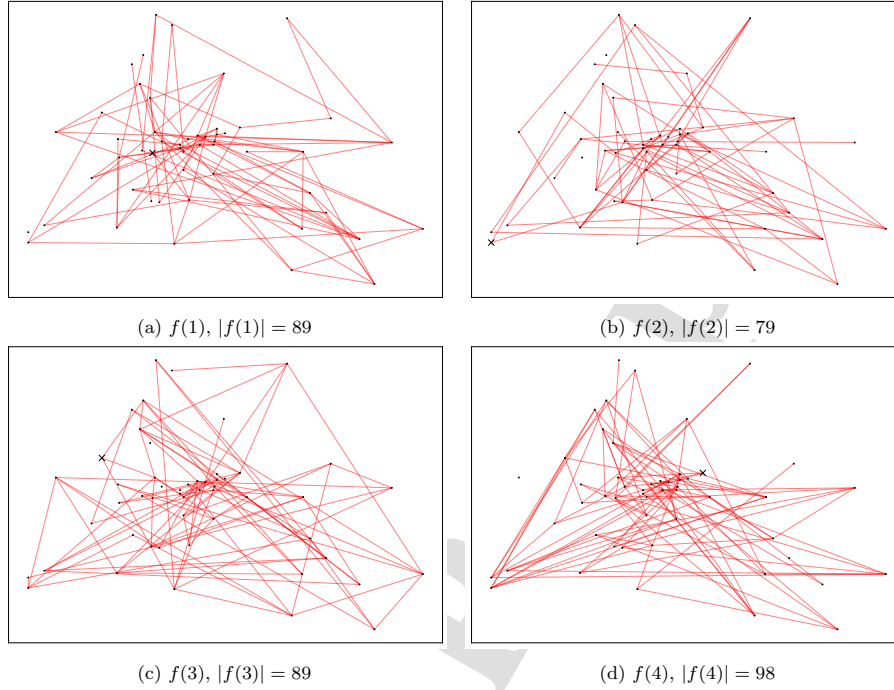 (a) f(1), |f(1)| = 89
(b) f(2), |f(2)| = 79
(c) f(3), |f(3)| = 89
(d) f(4), |f(4)| = 98